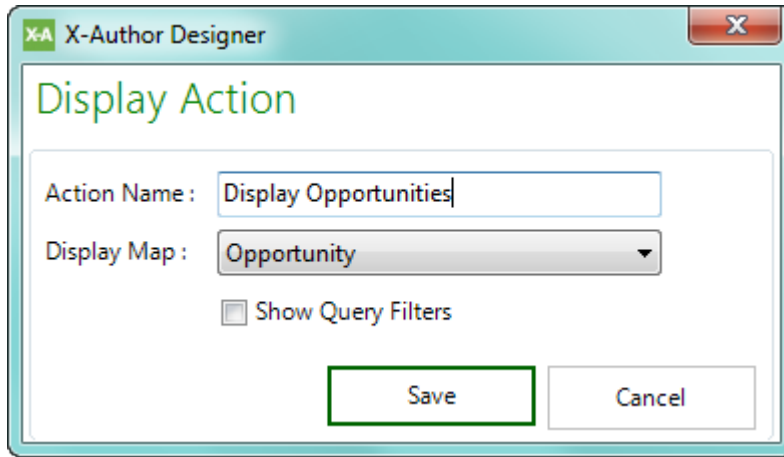 X-A X-Author Designer
Display Action
Action Name : Display Opportunities
Display Map : Opportunity
Show Query Filters
Save Cancel